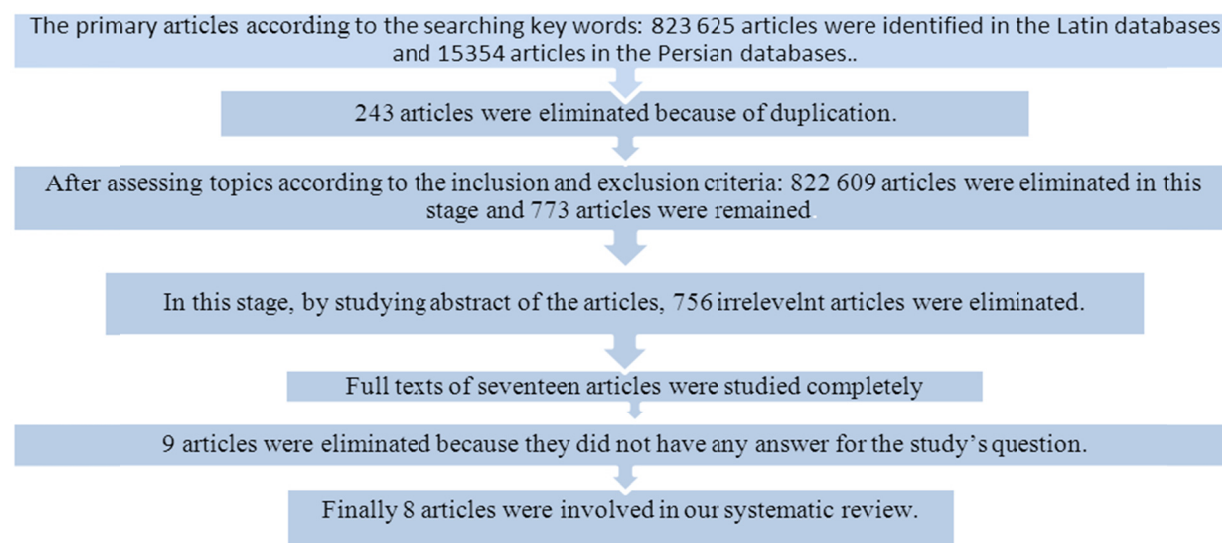 The primary articles according to the searching key words: 823 625 articles were identified in the Latin databases
and 15354 articles in the Persian databases..
243 articles were eliminated because of duplication.
After assessing topics according to the inclusion and exclusion criteria: 822 609 articles were eliminated in this
stage and 773 articles were remained.
In this stage, by studying abstract of the articles, 756 irrelevelnt articles were eliminated.
Full texts of seventeen articles were studied completely
9 articles were eliminated because they did not have any answer for the study’s question.
Finally 8 articles were involved in our systematic review.